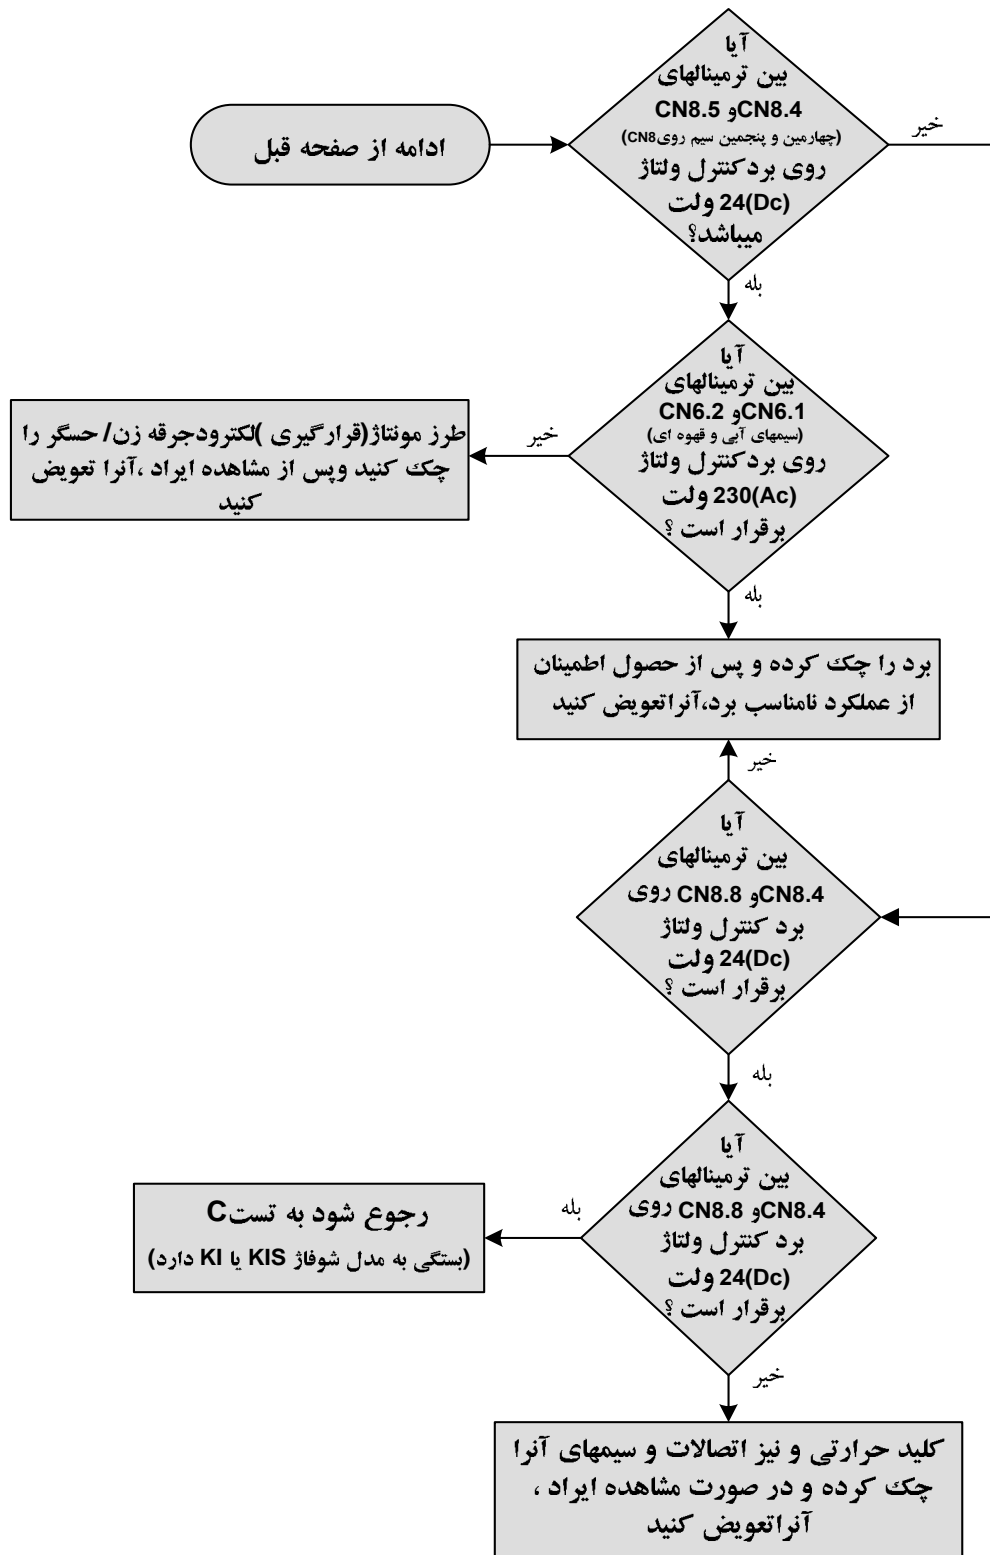 آیا
بین ترمینالهای
CN8.4و CN8.5
(چهارمین و پنجمین سیم رویCN8)
روی بردکنترل ولتاژ
24(Dc) ولت
میباشد؟
ادامه از صفحه قبل
خیر
بله
آیا
بین ترمینالهای
CN6.1و CN6.2
(سیمهای آبی و قهوه ای)
روی بردکنترل ولتاژ
230(Ac) ولت
برقرار است ؟
خیر
طرز مونتاژ(قرارگیری )لکترودجرقه زن/ حسگر را
چک کنید وپس از مشاهده ایراد ،آنرا تعویض
کنید
بله
برد را چک کرده و پس از حصول اطمینان
از عملکرد نامناسب برد،آنراتعویض کنید
خیر
آیا
بین ترمینالهای
CN8.4و CN8.8 روی
برد کنترل ولتاژ
24(Dc) ولت
برقرار است ؟
بله
آیا
بین ترمینالهای
CN8.4و CN8.8 روی
برد کنترل ولتاژ
24(Dc) ولت
برقرار است ؟
بله
رجوع شود به تستC
(بستگی به مدل شوفاژ KIS یا KI دارد)
خیر
کلید حرارتی و نیز اتصالات و سیمهای آنرا
چک کرده و در صورت مشاهده ایراد ،
آنراتعویض کنید